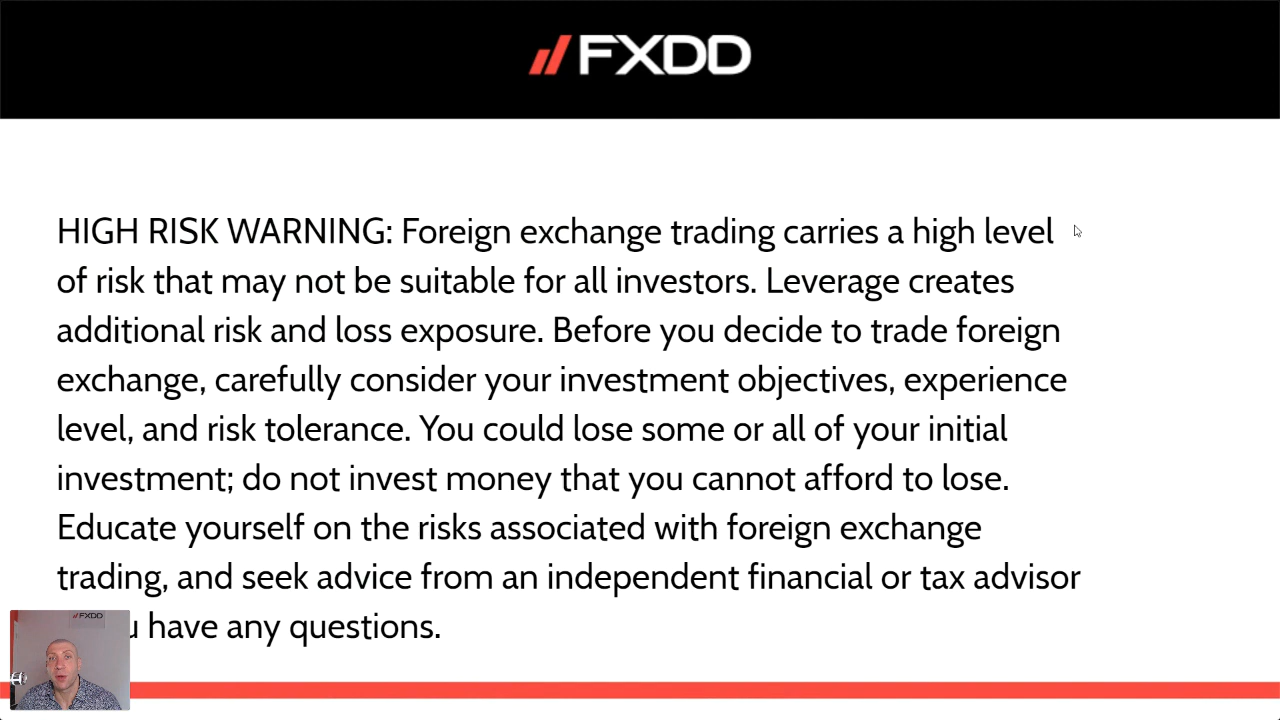 FXDD
HIGH RISK WARNING: Foreign exchange trading carries a high level
of risk that may not be suitable for all investors. Leverage creates
additional risk and loss exposure. Before you decide to trade foreign
exchange, carefully consider your investment objectives, experience
level, and risk tolerance. You could lose some or all of your initial
investment; do not invest money that you cannot afford to lose.
Educate yourself on the risks associated with foreign exchange
trading, and seek advice from an independent financial or tax advisor
have any questions.
FXDD